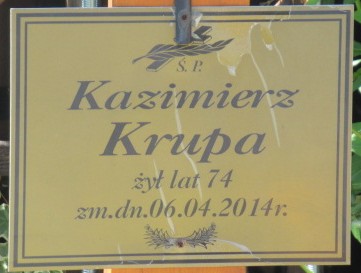 Ś. P.
Kazimierz
Krupa
żył lat 74
zm.dn.06.04.2014r.